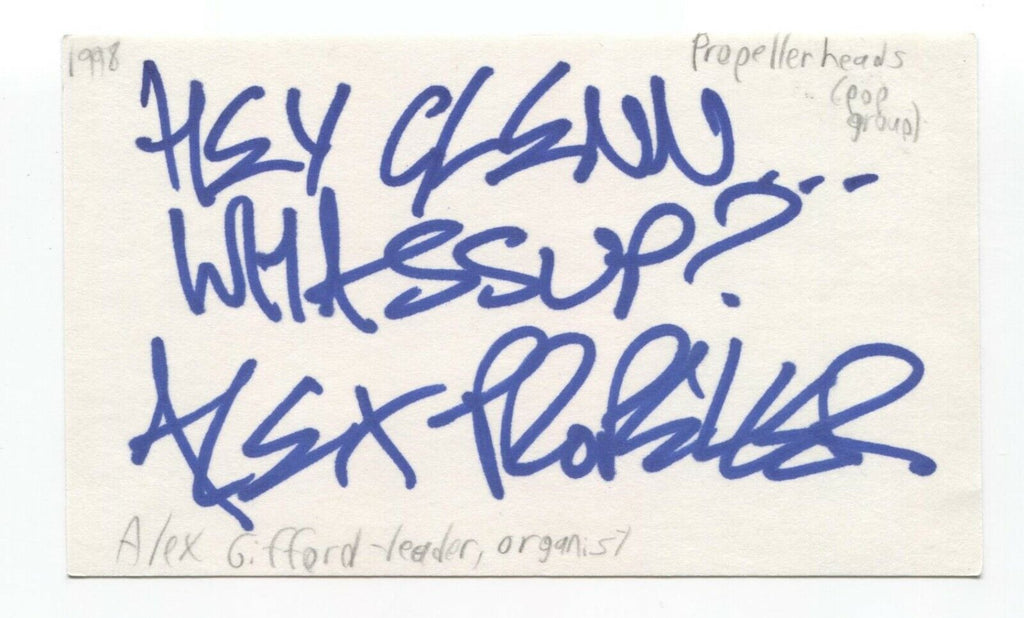 1998
Propellerheads
(pop
group)
HEY GLENN...
WHASSUP?
ALEX PROPELLER
Alex Gifford-leader, organist